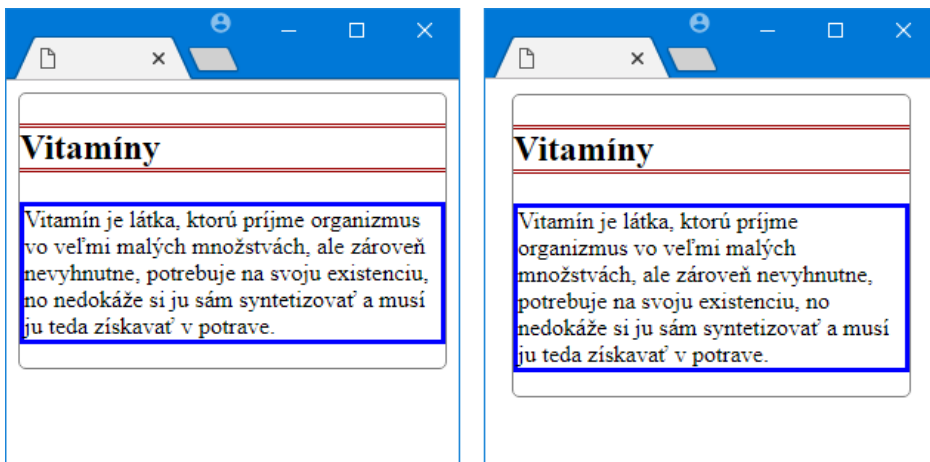 Vitamíny
Vitamín je látka, ktorú príjme organizmus
vo veľmi malých množstvách, ale zároveň
nevyhnutne, potrebuje na svoju existenciu,
no nedokáže si ju sám syntetizovať a musí
ju teda získavať v potrave.
Vitamíny
Vitamín je látka, ktorú príjme
organizmus vo veľmi malých
množstvách, ale zároveň nevyhnutne,
potrebuje na svoju existenciu, no
nedokáže si ju sám syntetizovať a musí
ju teda získavať v potrave.